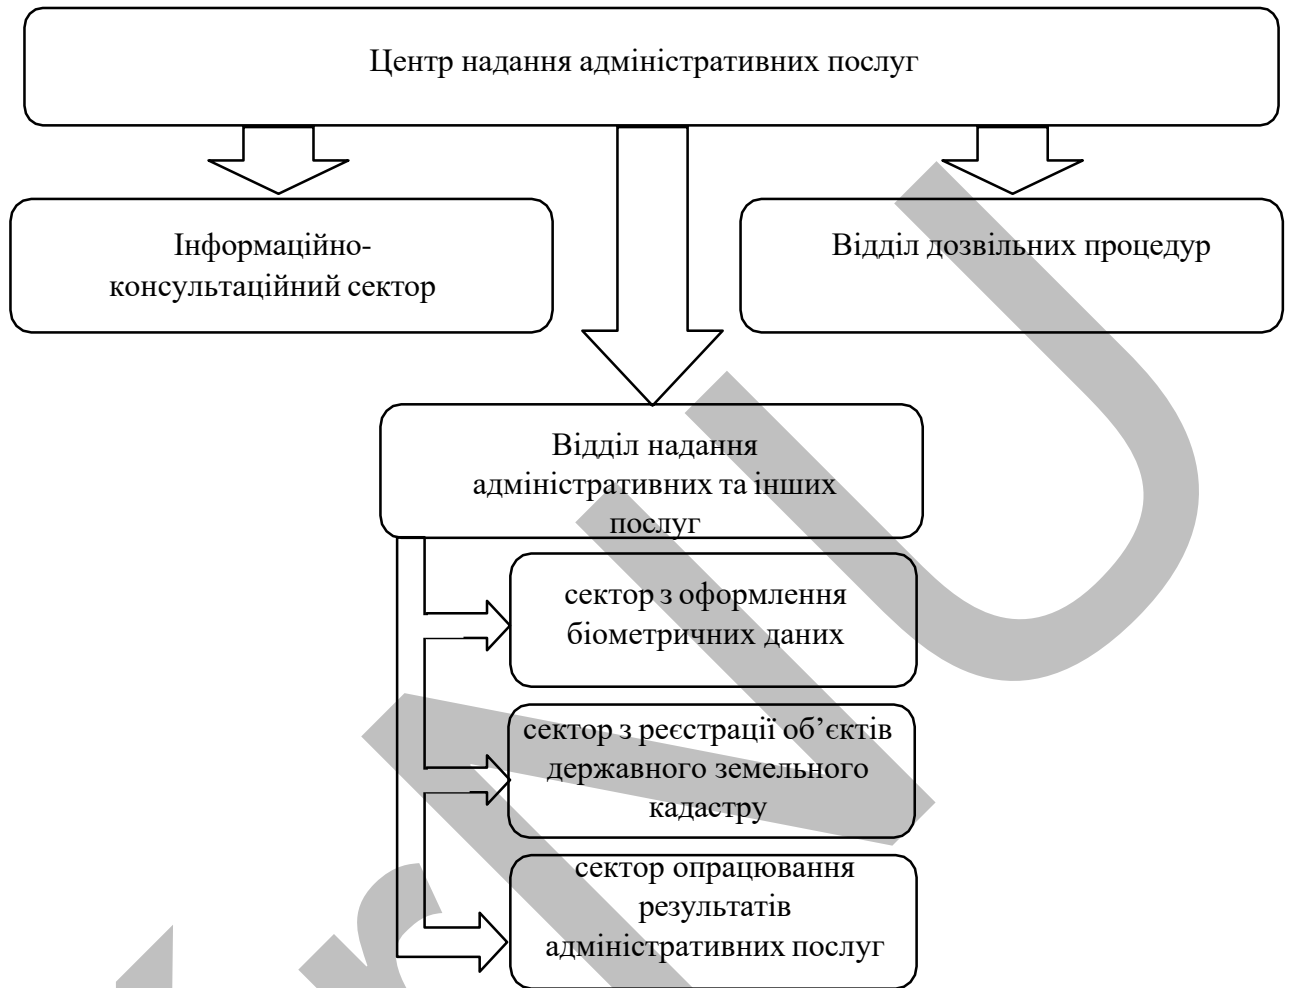 Центр надання адміністративних послуг
Інформаційно-
консультаційний сектор
Відділ дозвільних процедур
Відділ надання
адміністративних та інших
послуг
сектор з оформлення
біометричних даних
сектор з реєстрації об’єктів
державного земельного
кадастру
сектор опрацювання
результатів
адміністративних послуг